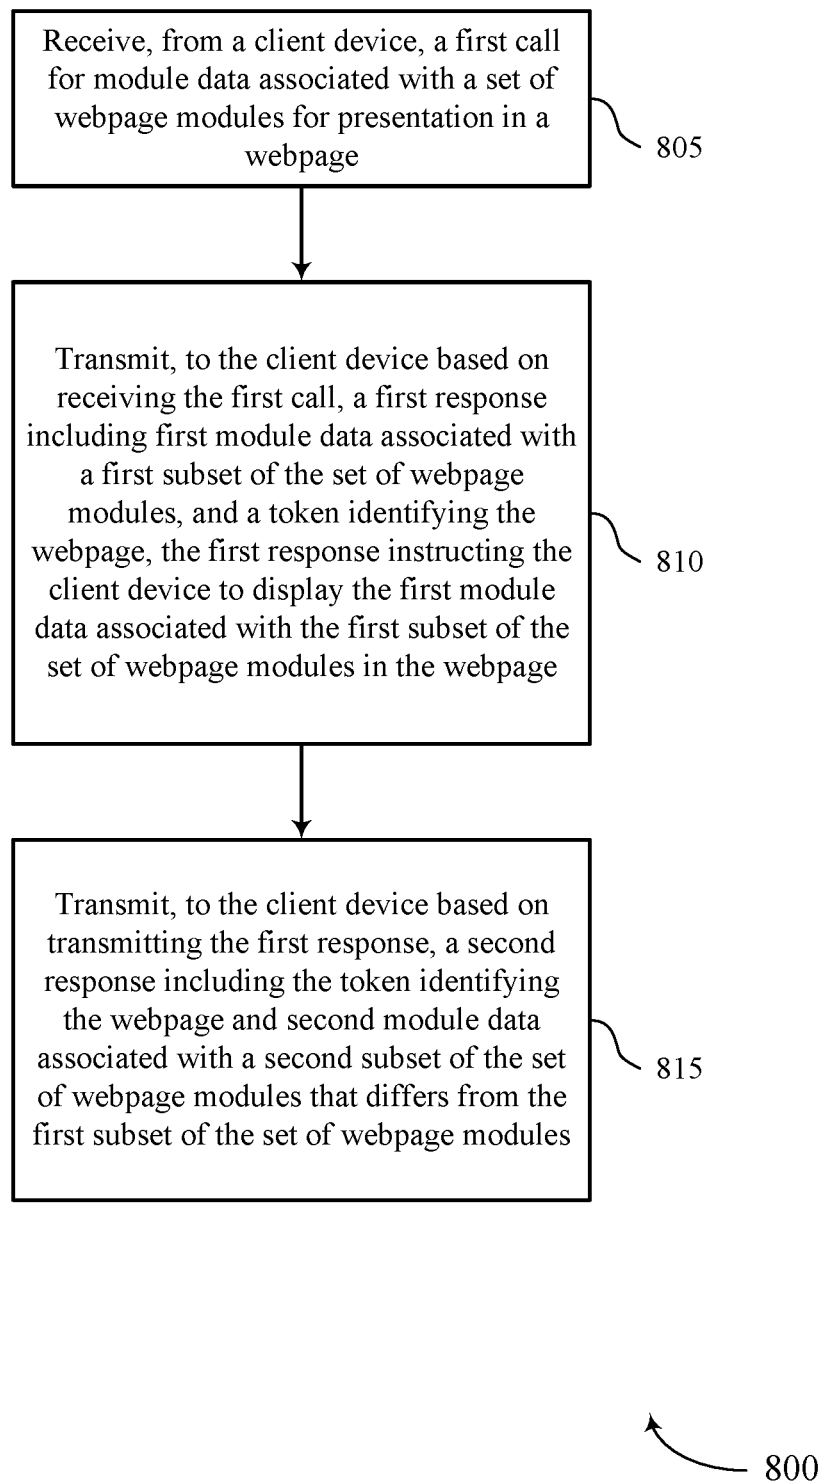 Receive, from a client device, a first call
for module data associated with a set of
webpage modules for presentation in a
webpage
805
Transmit, to the client device based on
receiving the first call, a first response
including first module data associated with
a first subset of the set of webpage
modules, and a token identifying the
webpage, the first response instructing the
client device to display the first module
data associated with the first subset of the
set of webpage modules in the webpage
810
Transmit, to the client device based on
transmitting the first response, a second
response including the token identifying
the webpage and second module data
associated with a second subset of the set
of webpage modules that differs from the
first subset of the set of webpage modules
815
800